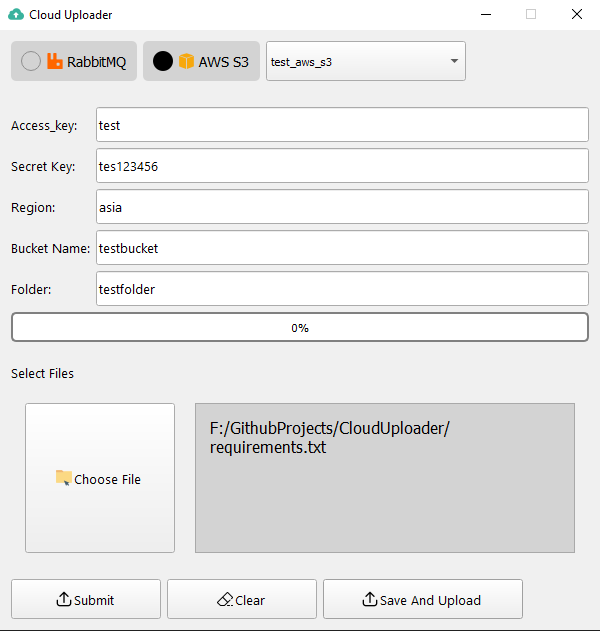 Cloud Uploader
RabbitMQ AWS S3 test_aws_s3
Access_key: test
Secret Key: tes123456
Region: asia
Bucket Name: testbucket
Folder: testfolder
0%
Select Files
Choose File
F:/GithubProjects/CloudUploader/
requirements.txt
Submit Clear Save And Upload